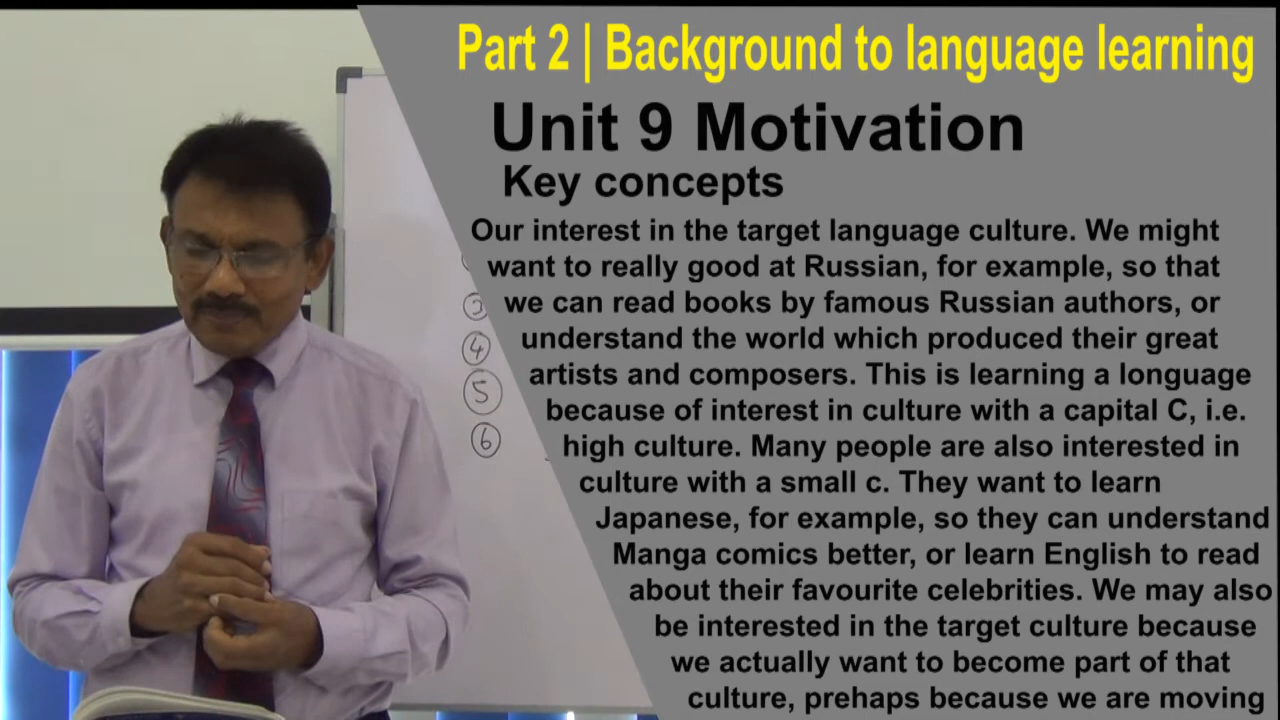 Part 2 | Background to language learning
Unit 9 Motivation
Key concepts
Our interest in the target language culture. We might
want to really good at Russian, for example, so that
we can read books by famous Russian authors, or
understand the world which produced their great
artists and composers. This is learning a longuage
because of interest in culture with a capital C, i.e.
high culture. Many people are also interested in
culture with a small c. They want to learn
Japanese, for example, so they can understand
Manga comics better, or learn English to read
about their favourite celebrities. We may also
be interested in the target culture because
we actually want to become part of that
culture, prehaps because we are moving
3
4
5
6